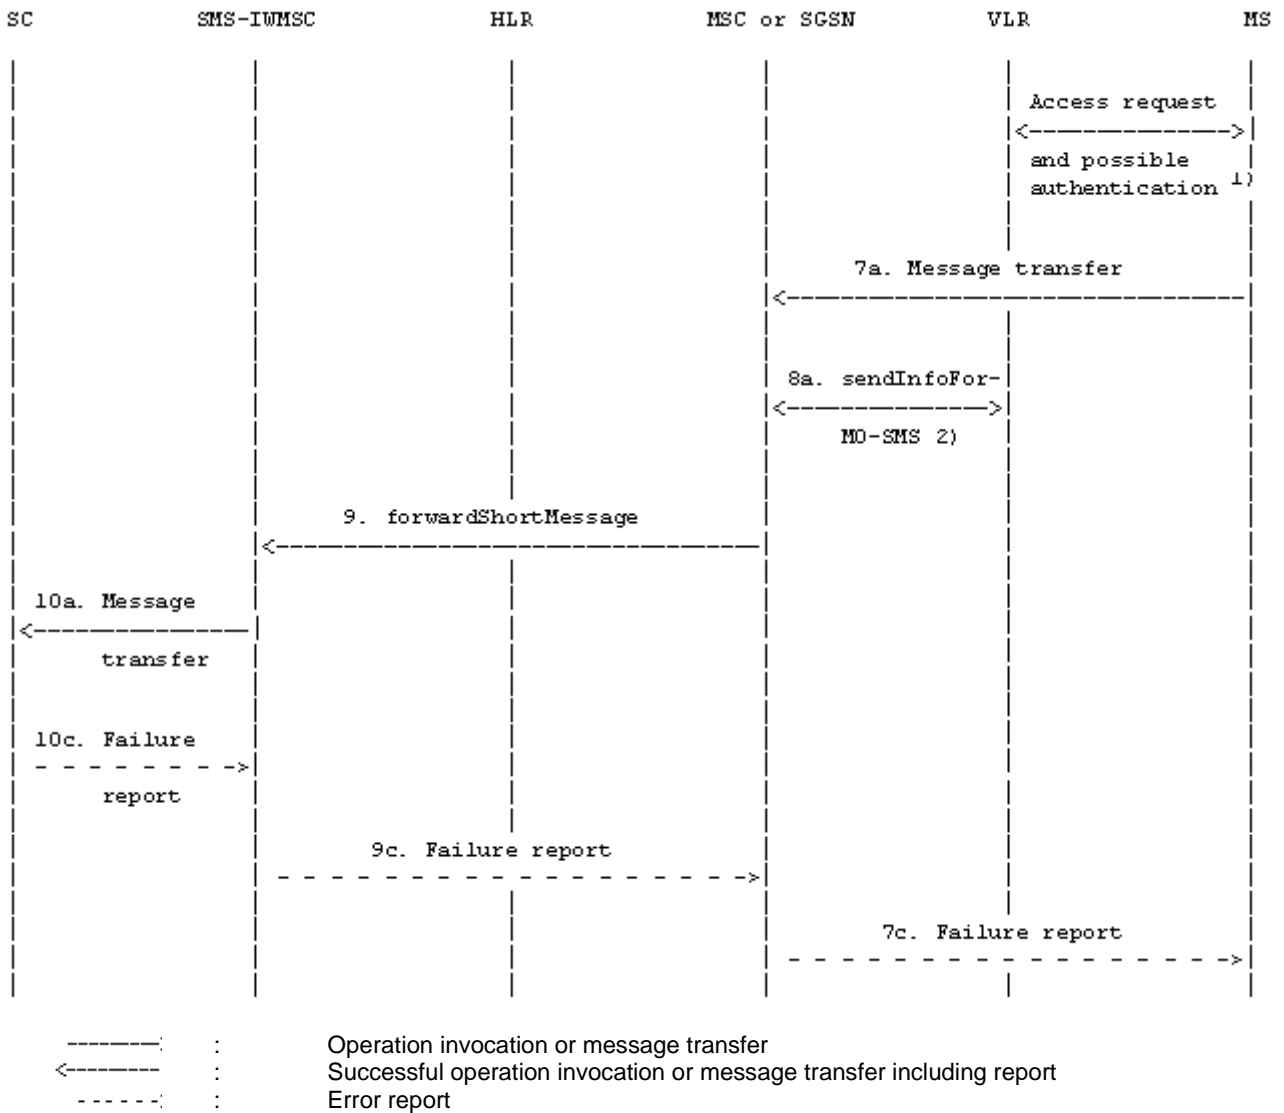 SC SMS-IWMSC HLR MSC or SGSN VLR MS
Access request
and possible
authentication 1)
7a. Message transfer
8a. sendInfoFor-
MO-SMS 2)
9. forwardShortMessage
10a. Message
transfer
10c. Failure
report
9c. Failure report
7c. Failure report
: Operation invocation or message transfer
: Successful operation invocation or message transfer including report
: Error report